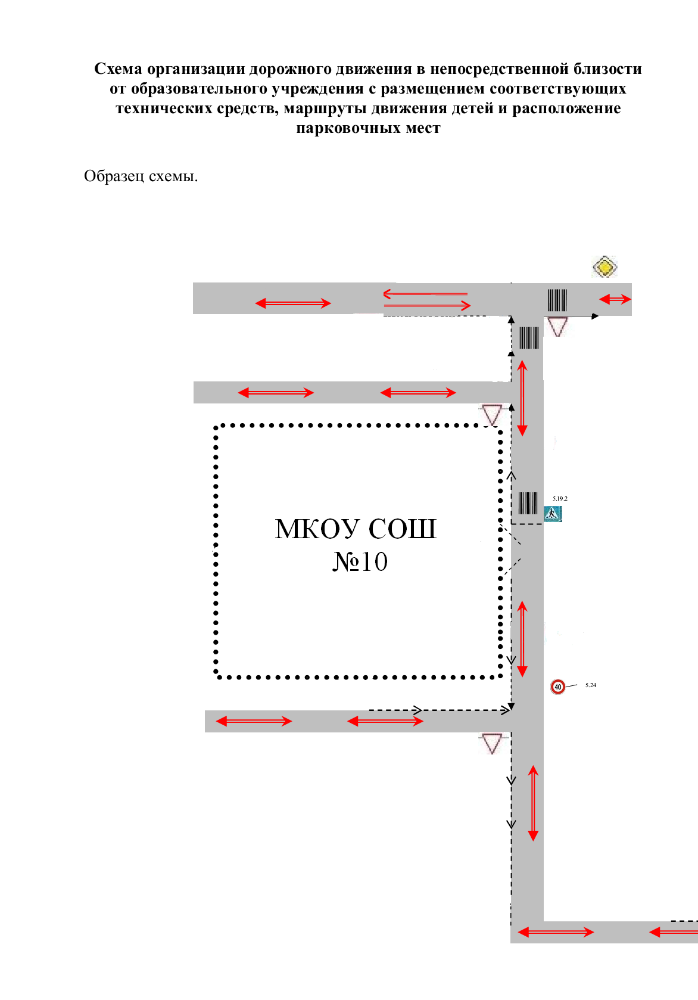 Схема организации дорожного движения в непосредственной близости
от образовательного учреждения с размещением соответствующих
технических средств, маршруты движения детей и расположение
парковочных мест
Образец схемы.
5.19.2
МКОУ СОШ
№10
40
5.24